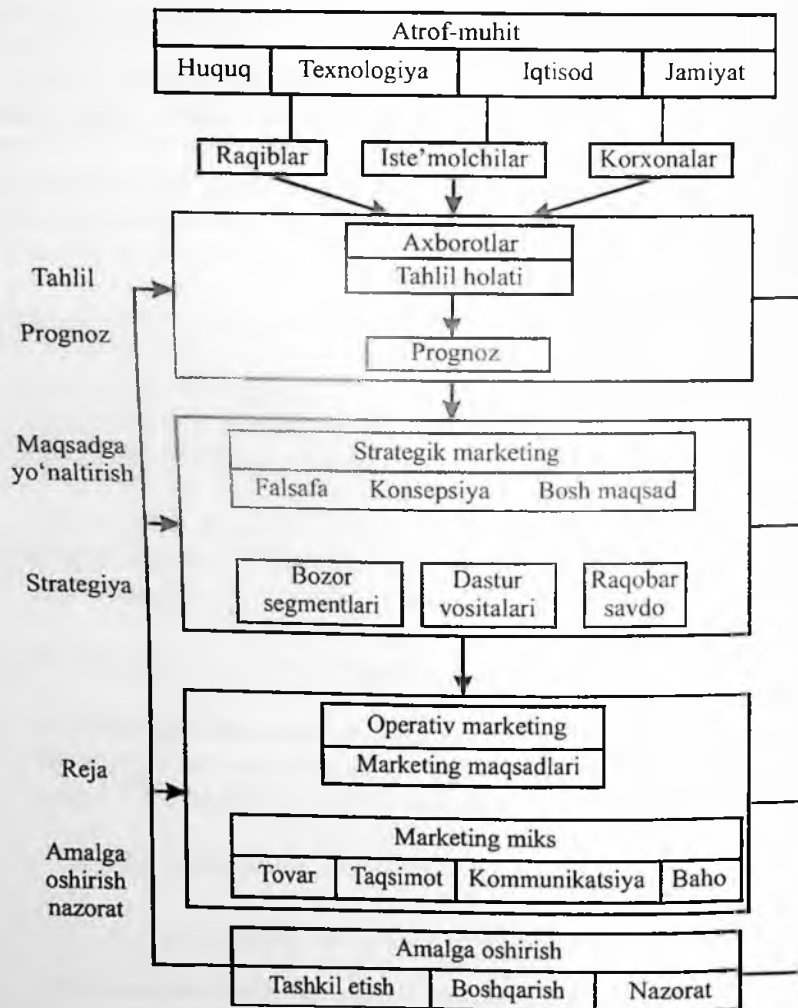 Atrof-muhit
Huquq Texnologiya Iqtisod Jamiyat
Raqiblar Iste’molchilar Korxonalar
Axborotlar
Tahlil holati
Tahlil
Prognoz
Prognoz
Maqsadga
yo‘naltirish
Strategik marketing
Falsafa Konsepsiya Bosh maqsad
Strategiya
Bozor
segmentlari
Dastur
vositalari
Raqobar
savdo
Operativ marketing
Marketing maqsadlari
Reja
Marketing miks
Tovar Taqsimot Kommunikatsiya Baho
Amalga
oshirish
nazorat
Amalga oshirish
Tashkil etish Boshqarish Nazorat